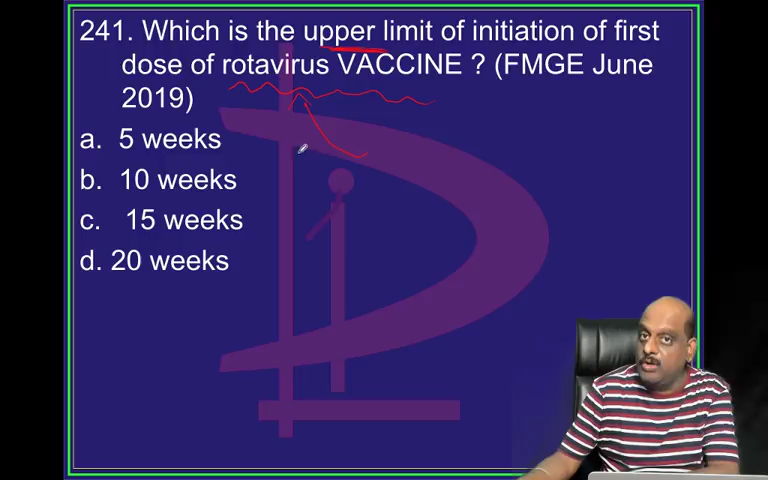 241. Which is the upper limit of initiation of first
dose of rotavirus VACCINE ? (FMGE June
2019)
a. 5 weeks
b. 10 weeks
c. 15 weeks
d. 20 weeks